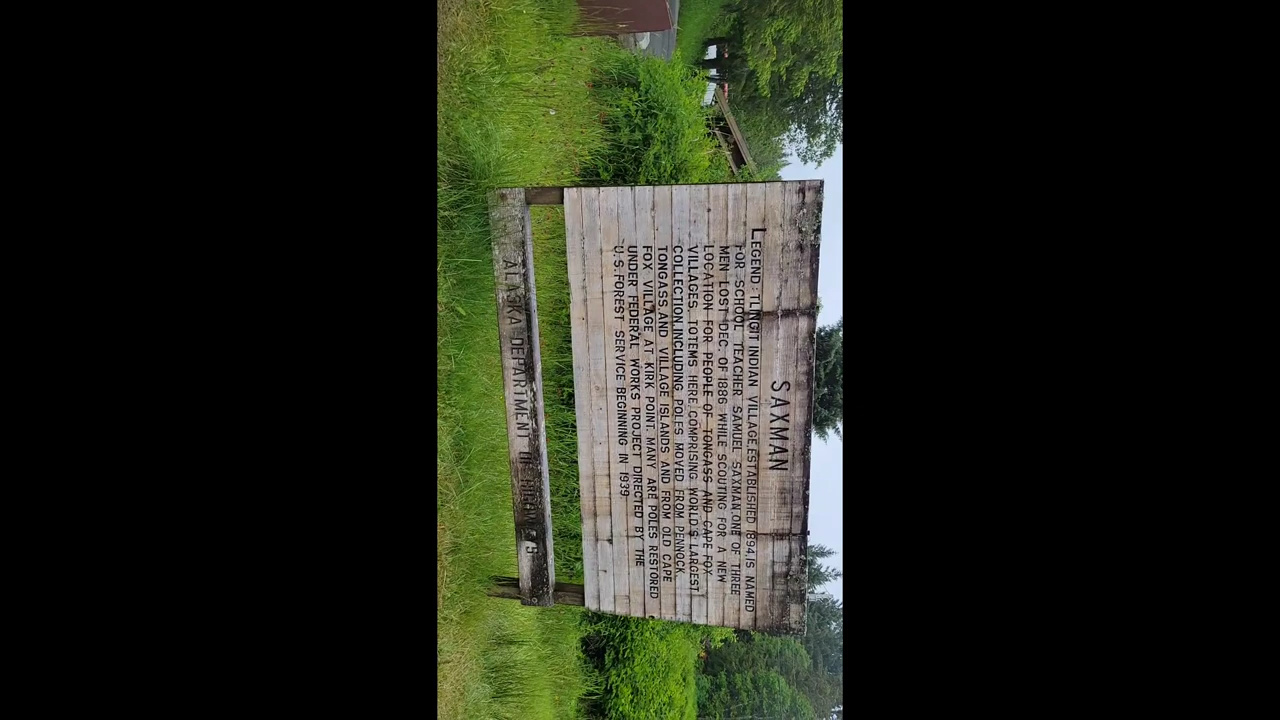 SAXMAN
LEGEND: TLINGIT INDIAN VILLAGE, ESTABLISHED 1894, IS NAMED
FOR SCHOOL TEACHER SAMUEL SAXMAN, ONE OF THREE
MEN LOST DEC. OF 1886 WHILE SCOUTING FOR A NEW
LOCATION FOR PEOPLE OF TONGASS AND CAPE FOX
VILLAGES. TOTEMS HERE COMPRISING WORLD'S LARGEST
COLLECTION, INCLUDING POLES MOVED FROM PENNOCK,
TONGASS AND VILLAGE ISLANDS AND FROM OLD CAPE
FOX VILLAGE AT KIRK POINT. MANY ARE POLES RESTORED
UNDER FEDERAL WORKS PROJECT DIRECTED BY THE
U.S. FOREST SERVICE BEGINNING IN 1939.
ALASKA DEPARTMENT OF HIGHWAYS